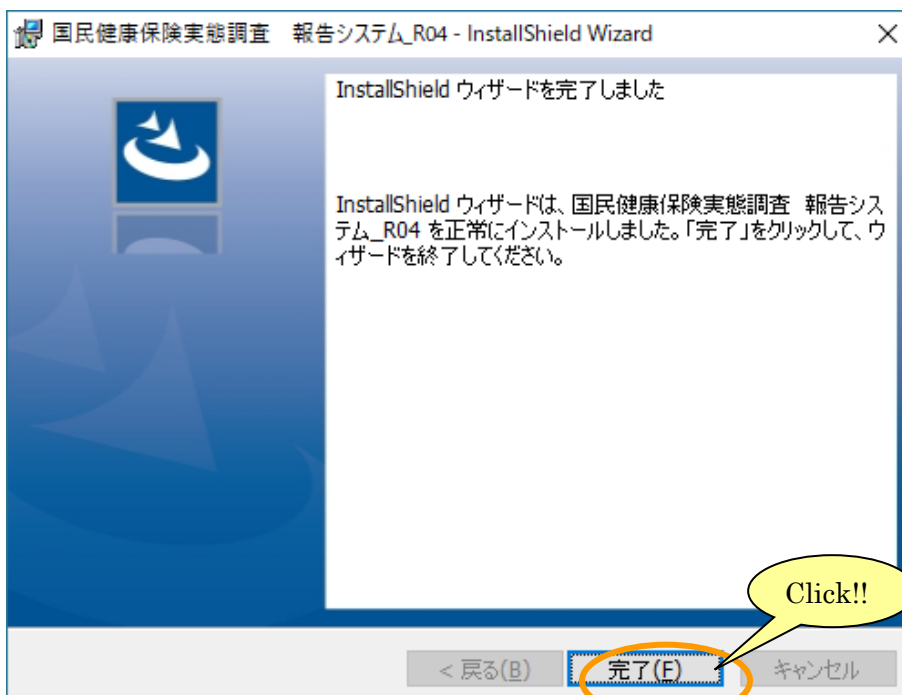 国民健康保険実態調査　報告システム_R04 - InstallShield Wizard
InstallShield ウィザードを完了しました
InstallShield ウィザードは、国民健康保険実態調査　報告シス
テム_R04 を正常にインストールしました。「完了」をクリックして、ウ
ィザードを終了してください。
Click!!
< 戻る(B)
完了(F)
キャンセル